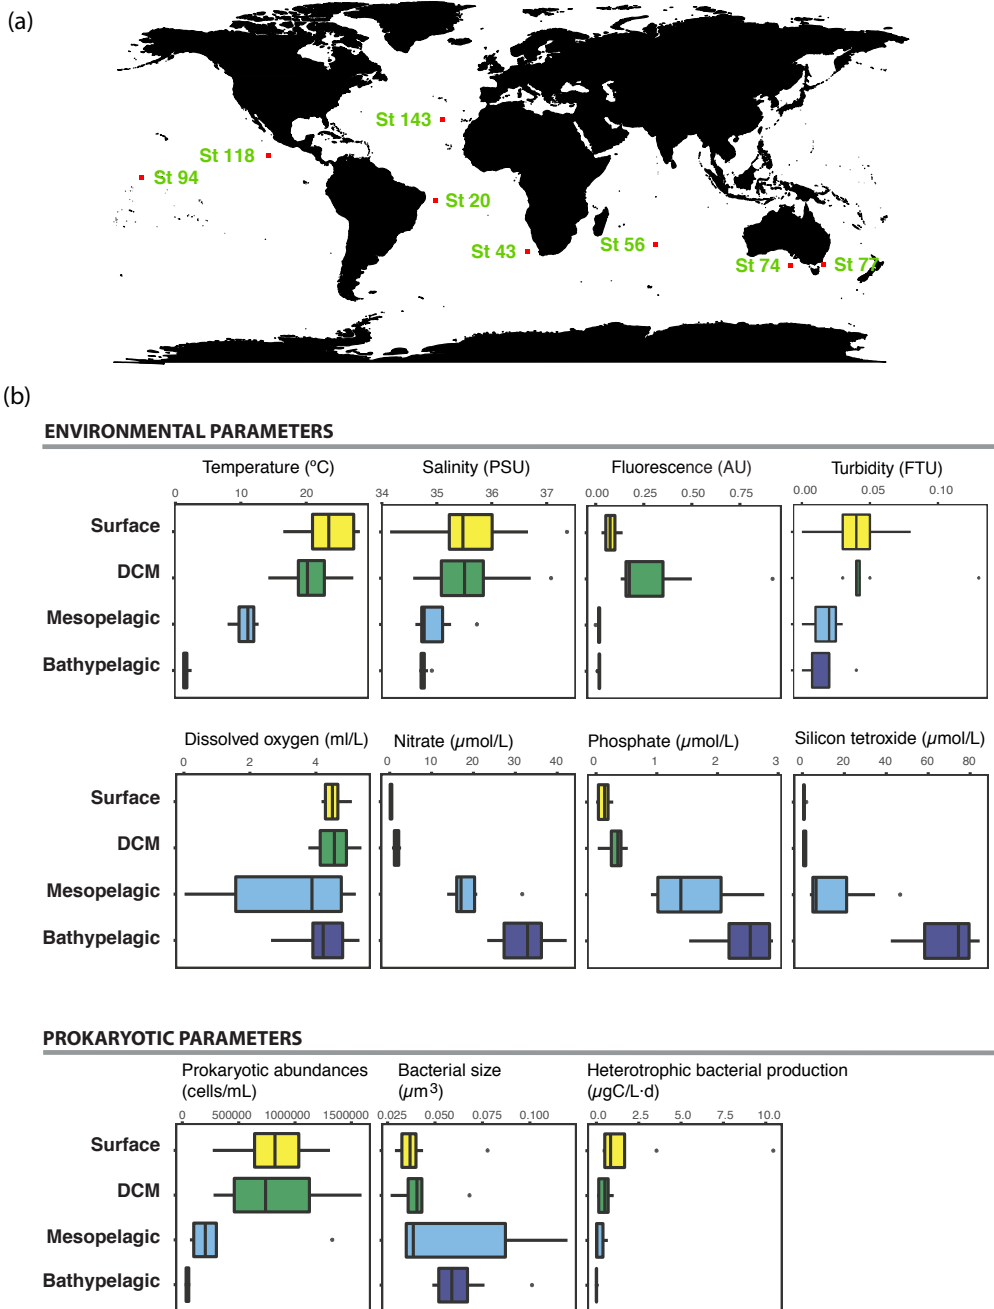 (a)
St 143
St 118
St 94
St 20
St 43
St 56
St 74
St 77
(b)
ENVIRONMENTAL PARAMETERS
Temperature (ºC) Salinity (PSU) Fluorescence (AU) Turbidity (FTU)
0 10 20 34 35 36 37 0.00 0.25 0.50 0.75 0.00 0.05 0.10
Surface
DCM
Mesopelagic
Bathypelagic
Dissolved oxygen (ml/L) Nitrate (µmol/L) Phosphate (µmol/L) Silicon tetroxide (µmol/L)
0 2 4 0 10 20 30 40 0 1 2 3 0 20 40 60 80
Surface
DCM
Mesopelagic
Bathypelagic
PROKARYOTIC PARAMETERS
Prokaryotic abundances Bacterial size Heterotrophic bacterial production
(cells/mL) (µm³) (µgC/L·d)
0 500000 1000000 1500000 0.025 0.050 0.075 0.100 0.0 2.5 5.0 7.5 10.0
Surface
DCM
Mesopelagic
Bathypelagic